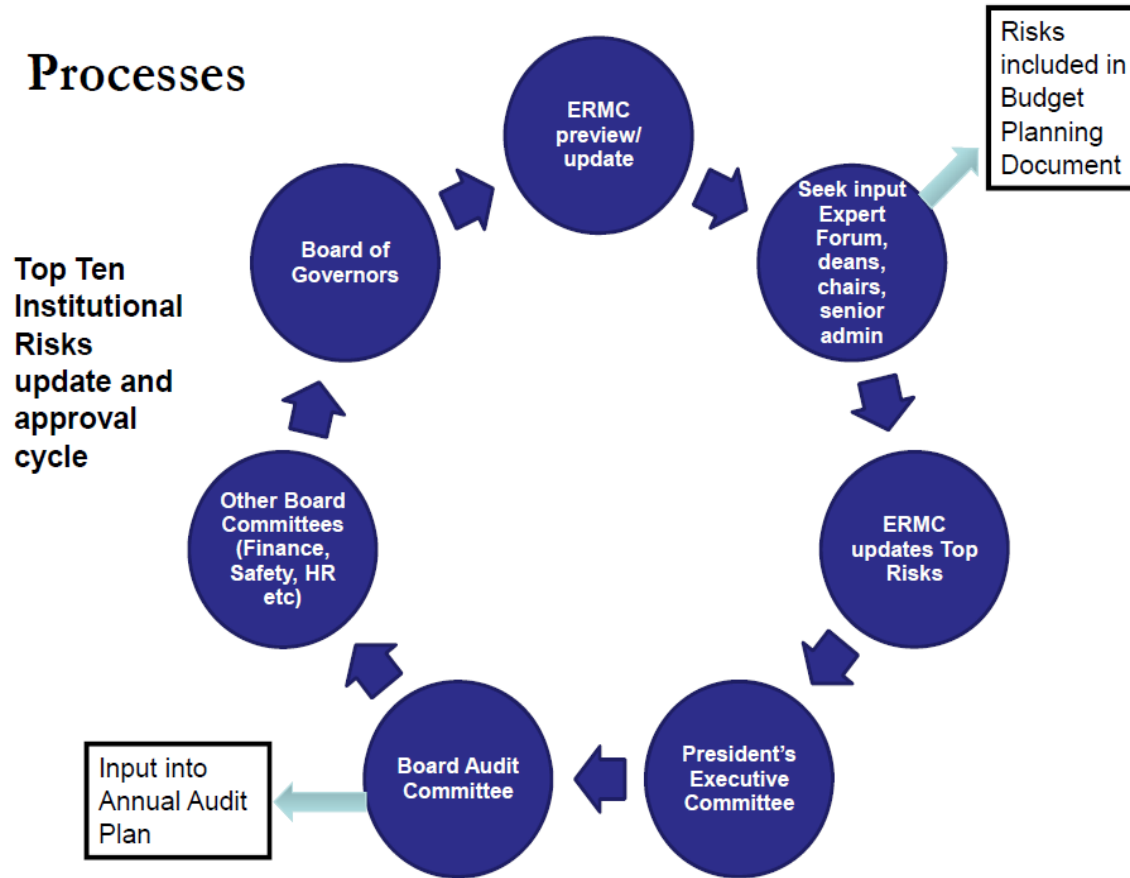 Processes
Risks
included in
Budget
Planning
Document
ERMC
preview/
update
Seek input
Expert
Forum,
deans,
chairs,
senior
admin
ERMC
updates Top
Risks
President’s
Executive
Committee
Board Audit
Committee
Input into
Annual Audit
Plan
Other Board
Committees
(Finance,
Safety, HR
etc)
Board of
Governors
Top Ten
Institutional
Risks
update and
approval
cycle